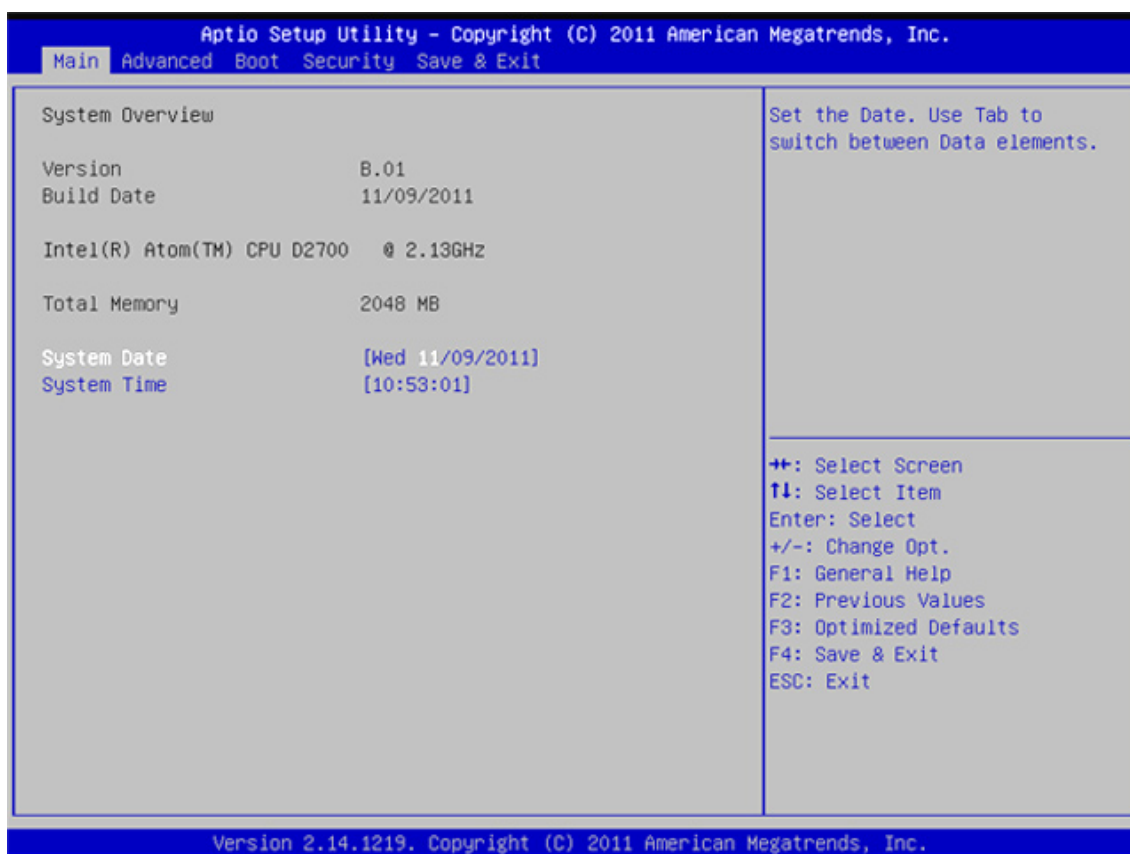 Aptio Setup Utility – Copyright (C) 2011 American Megatrends, Inc.
Main Advanced Boot Security Save & Exit
System Overview
Version B.01
Build Date 11/09/2011
Intel(R) Atom(TM) CPU D2700 @ 2.13GHz
Total Memory 2048 MB
System Date [Wed 11/09/2011]
System Time [10:53:01]
Set the Date. Use Tab to
switch between Data elements.
→←: Select Screen
↑↓: Select Item
Enter: Select
+/-: Change Opt.
F1: General Help
F2: Previous Values
F3: Optimized Defaults
F4: Save & Exit
ESC: Exit
Version 2.14.1219. Copyright (C) 2011 American Megatrends, Inc.